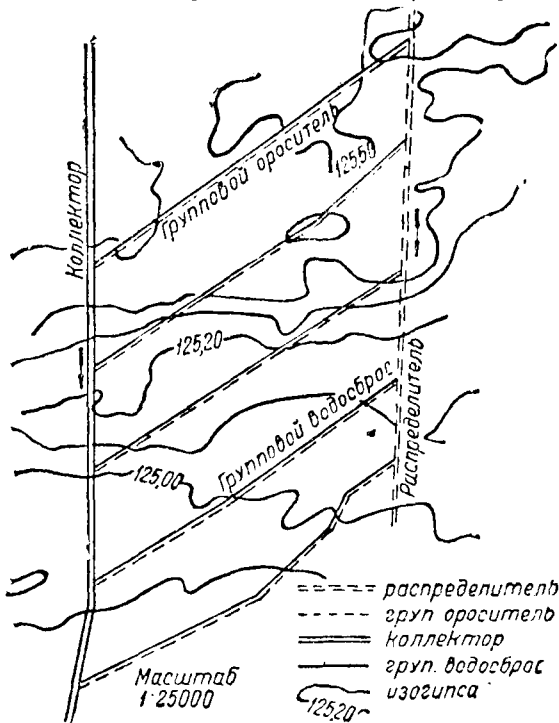 Коллектор
Групповой ороситель
125,50
125,20
Групповой водосброс
Распределитель
125,00
распределитель
груп ороситель
коллектор
груп. водосброс
изогипса
125,20
Масштаб
1:25000